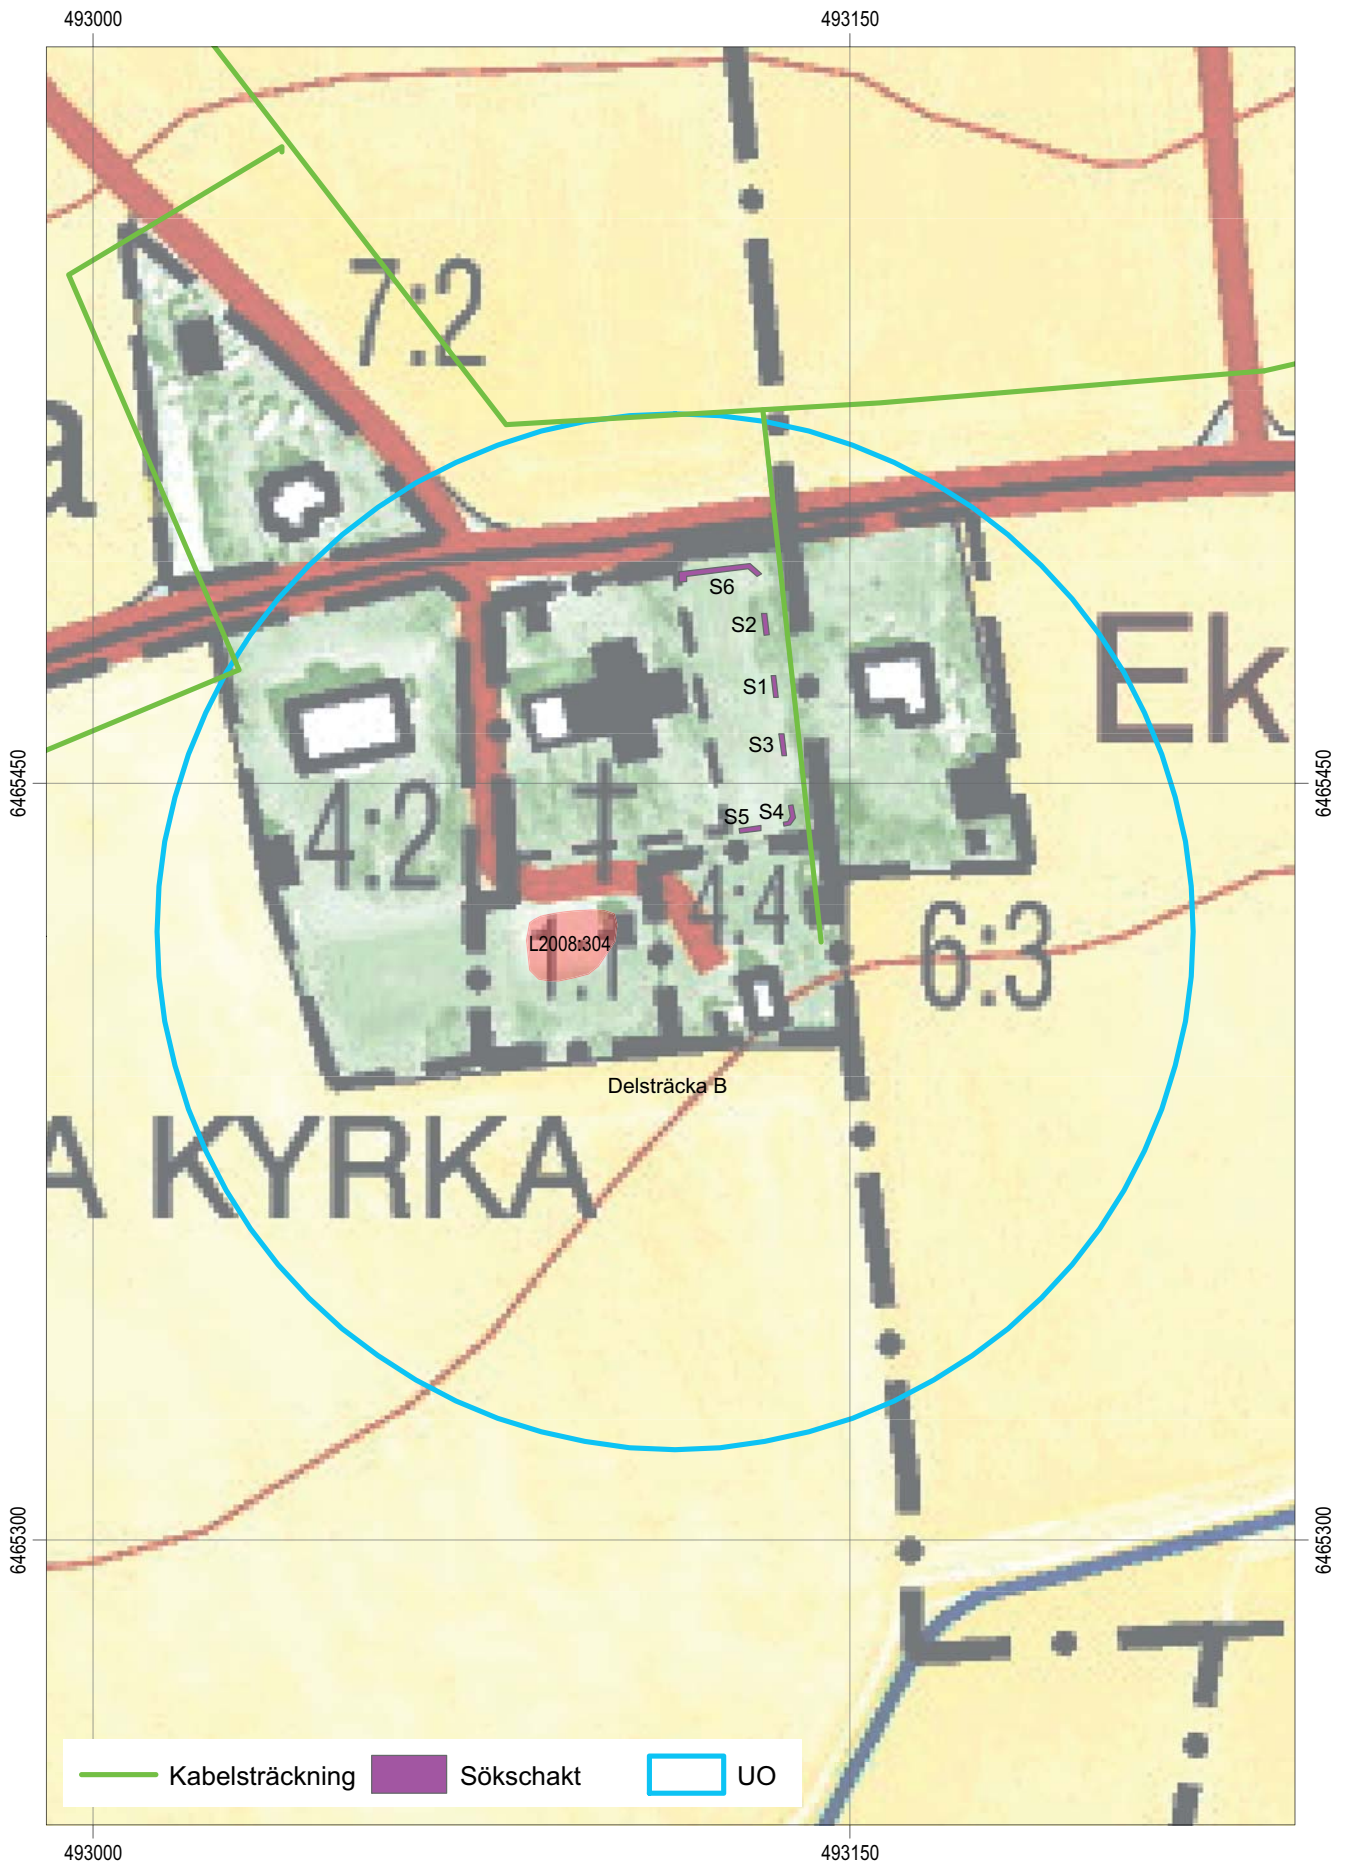 493000 493150
7:2
a
S6
S2
Ek
S1
S3
6465450 6465450
4:2
S5 S4
4:4
L2008:304
1:1
6:3
Delsträcka B
A KYRKA
6465300 6465300
Kabelsträckning Sökschakt UO
493000 493150